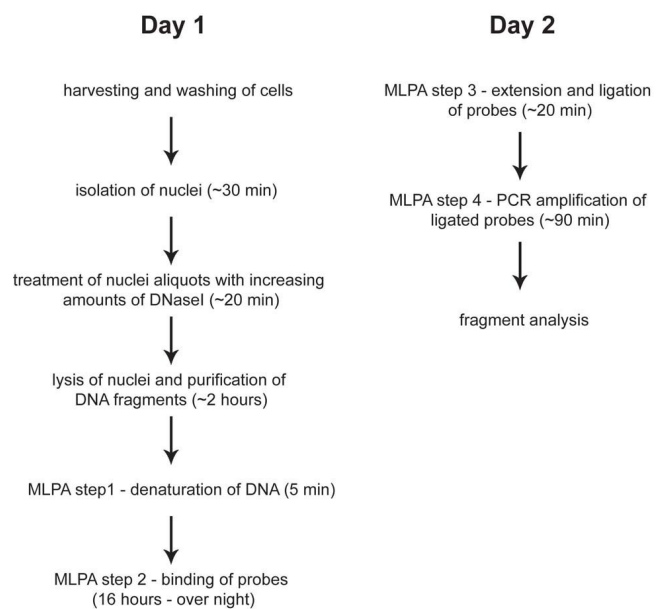 Day 1
harvesting and washing of cells
isolation of nuclei (~30 min)
treatment of nuclei aliquots with increasing
amounts of DNaseI (~20 min)
lysis of nuclei and purification of
DNA fragments (~2 hours)
MLPA step1 - denaturation of DNA (5 min)
MLPA step 2 - binding of probes
(16 hours - over night)
Day 2
MLPA step 3 - extension and ligation
of probes (~20 min)
MLPA step 4 - PCR amplification of
ligated probes (~90 min)
fragment analysis